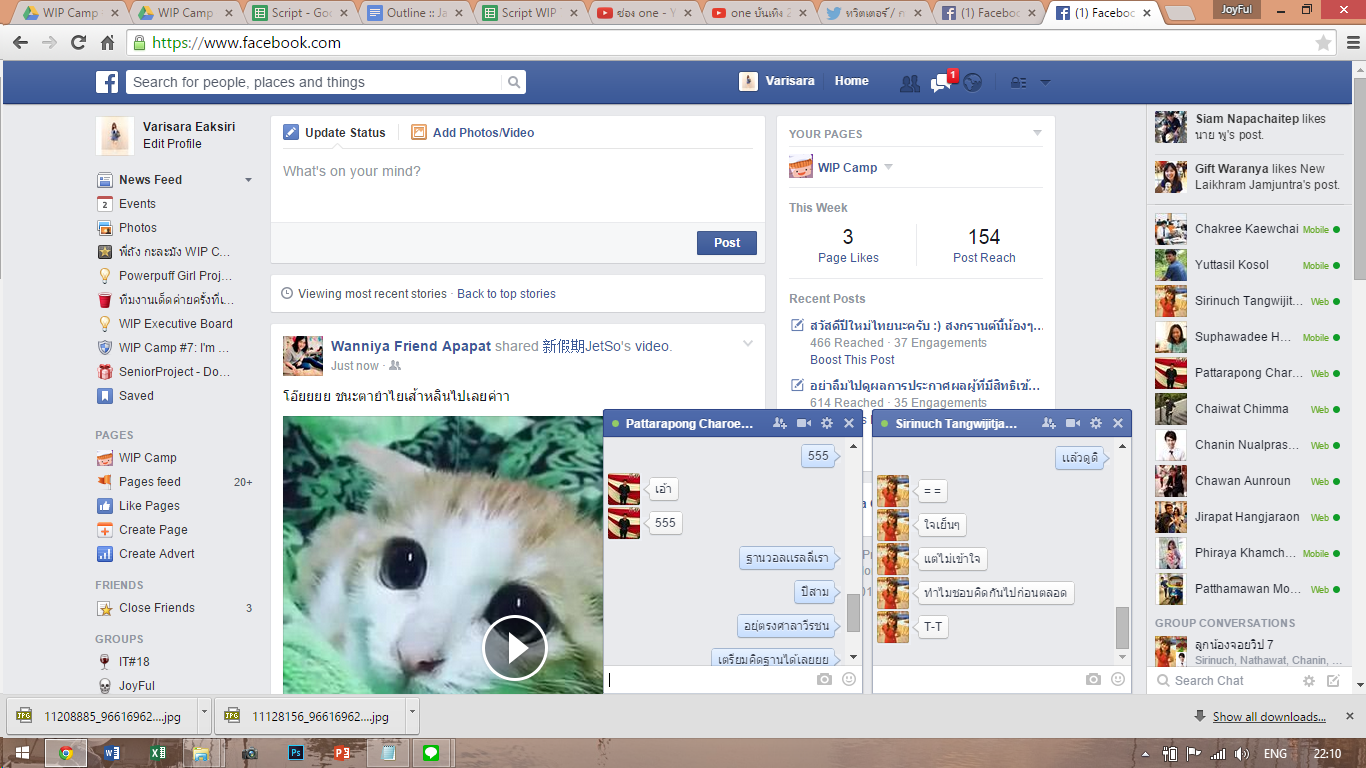 WIP Camp
WIP Camp
Script - Goo
Outline :: Ja
Script WIP
ช่อง one - Y
one บันเทิง 2
ทวิตเตอร์ / ก
(1) Faceboo
(1) Faceboo
JoyFul
https://www.facebook.com
Search for people, places and things
Varisara
Home
1
Varisara Eaksiri
Edit Profile
News Feed
2
Events
Photos
พี่ถัง กะละมัง WIP C...
Powerpuff Girl Proj...
ทีมงานเด็ดค่ายครั้งที่เ...
WIP Executive Board
WIP Camp #7: I'm ...
SeniorProject - Do...
Saved
PAGES
WIP Camp
Pages feed 20+
Like Pages
Create Page
Create Advert
FRIENDS
Close Friends 3
GROUPS
IT#18
JoyFul
Update Status
Add Photos/Video
What's on your mind?
Post
Viewing most recent stories · Back to top stories
Wanniya Friend Apapat shared 新假期JetSo's video.
Just now ·
โอ๊ยยยย ชนะตายำไยเส้าหลินไปเลยค่าา
YOUR PAGES
WIP Camp
This Week
3
Page Likes
154
Post Reach
Recent Posts
สวัสดีปีใหม่ไทยนะครับ :) สงกรานต์นี้น้องๆ...
466 Reached · 37 Engagements
Boost This Post
อย่าลืมไปดูผลการประกาศผลผู้ที่มีสิทธิเข้...
614 Reached · 35 Engagements
Pattarapong Charoe...
555
เอ้า
555
ฐานวอลแรลลี่เรา
ปีสาม
อยุ่ตรงศาลาวีรชน
เตรียมคิดฐานได้เลยยย
Sirinuch Tangwijitja...
แล้วดูดิ
= =
ใจเย็นๆ
แต่ไม่เข้าใจ
ทำไมชอบคิดกันไปก่อนตลอด
T-T
Siam Napachaitep likes
นาย พู's post.
Gift Waranya likes New
Laikhram Jamjuntra's post.
Chakree Kaewchai Mobile
Yuttasil Kosol Mobile
Sirinuch Tangwijit... Web
Suphawadee H... Mobile
Pattarapong Char... Web
Chaiwat Chimma Web
Chanin Nualpras... Web
Chawan Aunroun Web
Jirapat Hangjaraon Web
Phiraya Khamch... Mobile
Patthamawan Mo... Web
GROUP CONVERSATIONS
ลูกน้องจอยวิป 7
Sirinuch, Nathawat, Chanin, ...
Search Chat
11208885_96616962....jpg
11128156_96616962....jpg
Show all downloads...
ENG
22:10